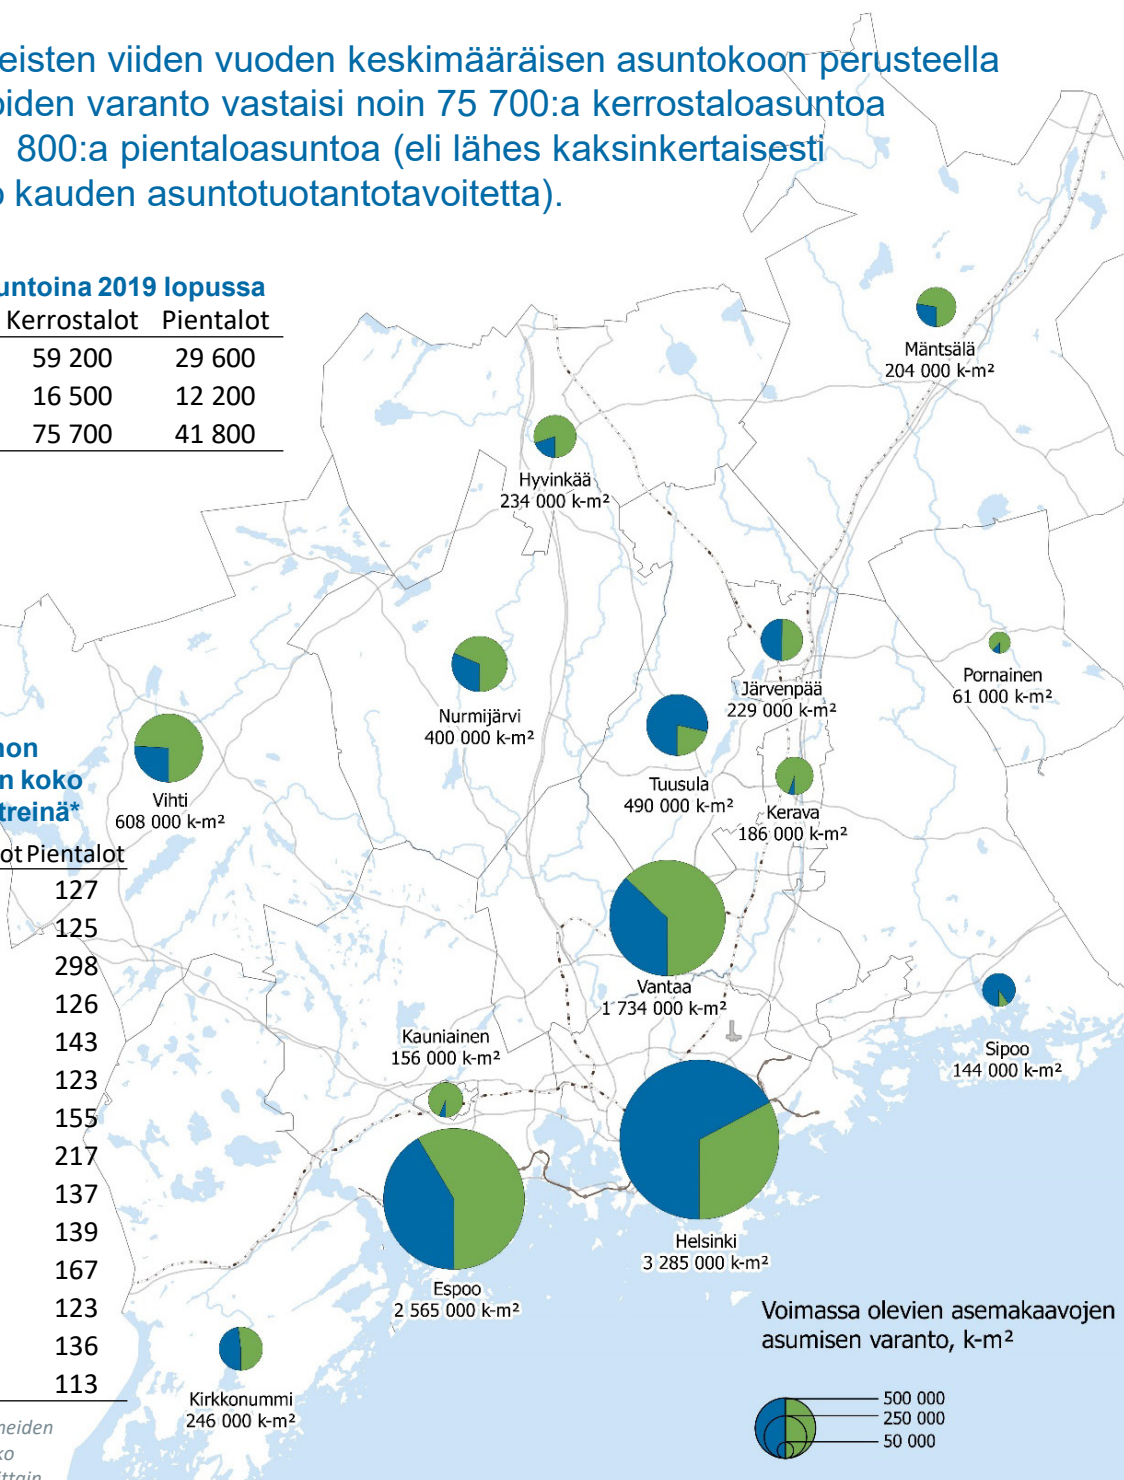 eisten viiden vuoden keskimääräisen asuntokoon perusteella
oiden varanto vastaisi noin 75 700:a kerrostaloasuntoa
800:a pientaloasuntoa (eli lähes kaksinkertaisesti
o kauden asuntotuotantotavoitetta).
untoina 2019 lopussa
Kerrostalot Pientalot
59 200 29 600
16 500 12 200
75 700 41 800
Mäntsälä
204 000 k-m²
Hyvinkää
234 000 k-m²
Nurmijärvi
400 000 k-m²
Järvenpää
229 000 k-m²
Pornainen
61 000 k-m²
Tuusula
490 000 k-m²
Kerava
186 000 k-m²
Vihti
608 000 k-m²
non
n koko
treinä*
ot Pientalot
127
125
298
126
143
123
155
217
137
139
167
123
136
113
neiden
ko
ittain
Vantaa
1 734 000 k-m²
Kauniainen
156 000 k-m²
Sipoo
144 000 k-m²
Helsinki
3 285 000 k-m²
Espoo
2 565 000 k-m²
Kirkkonummi
246 000 k-m²
Voimassa olevien asemakaavojen
asumisen varanto, k-m²
500 000
250 000
50 000